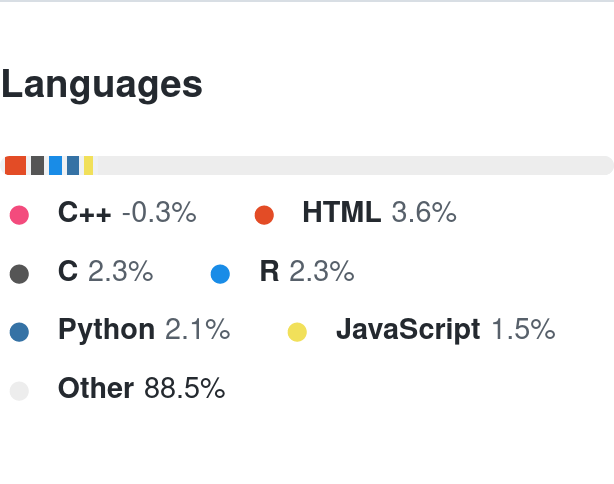 Languages
C++ -0.3% HTML 3.6%
C 2.3% R 2.3%
Python 2.1% JavaScript 1.5%
Other 88.5%